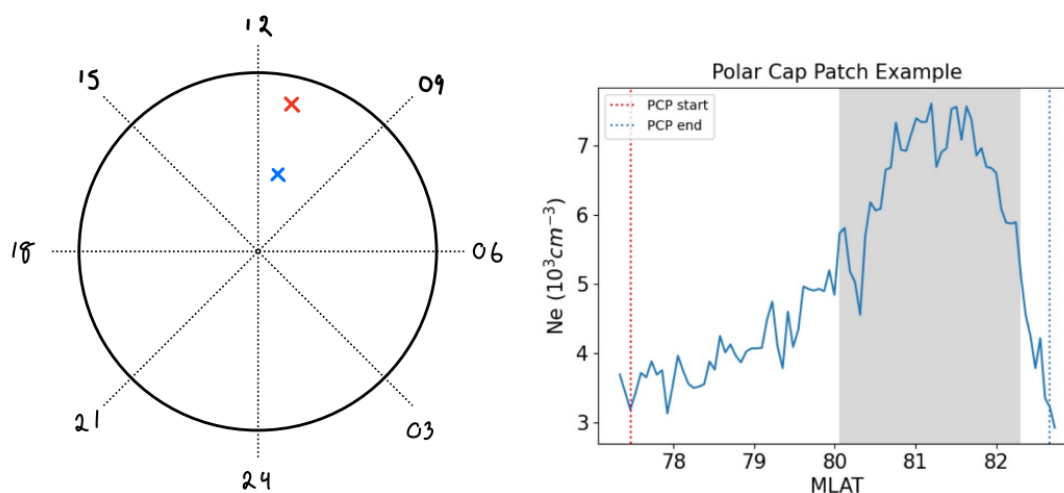 12
15
09
18
06
21
03
24
Polar Cap Patch Example
PCP start
PCP end
7
6
5
4
3
Ne (10³cm⁻³)
78 79 80 81 82
MLAT